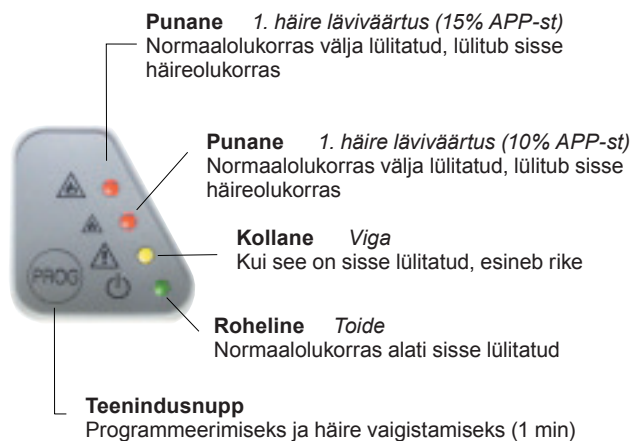 Punane 1. häire läviväärtus (15% APP-st)
Normaalolukorras välja lülitatud, lülitub sisse
häireolukorras
Punane 1. häire läviväärtus (10% APP-st)
Normaalolukorras välja lülitatud, lülitub sisse
häireolukorras
Kollane Viga
Kui see on sisse lülitatud, esineb rike
PROG
Roheline Toide
Normaalolukorras alati sisse lülitatud
Teenindusnupp
Programmeerimiseks ja häire vaigistamiseks (1 min)